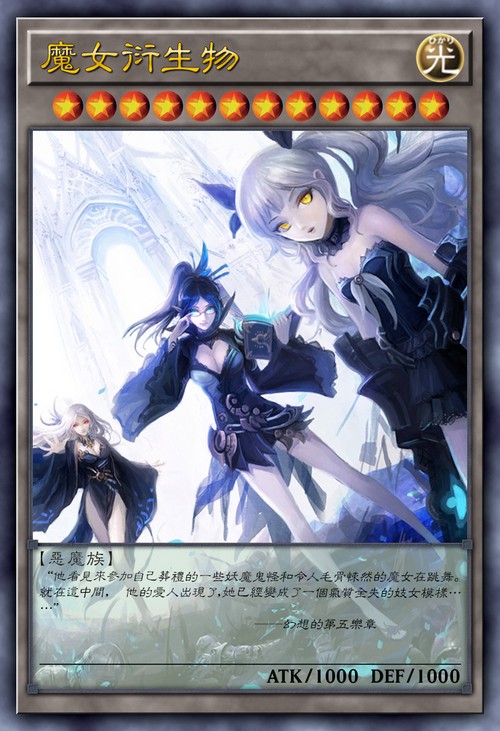 魔女衍生物
ひかり
光
【惡魔族】
“他看見來參加自己葬禮的一些妖魔鬼怪和令人毛骨悚然的魔女在跳舞。
就在這中間， 他的愛人出現了,她已經變成了一個氣質全失的妓女模樣…
…”
——幻想的第五樂章
ATK/1000 DEF/1000